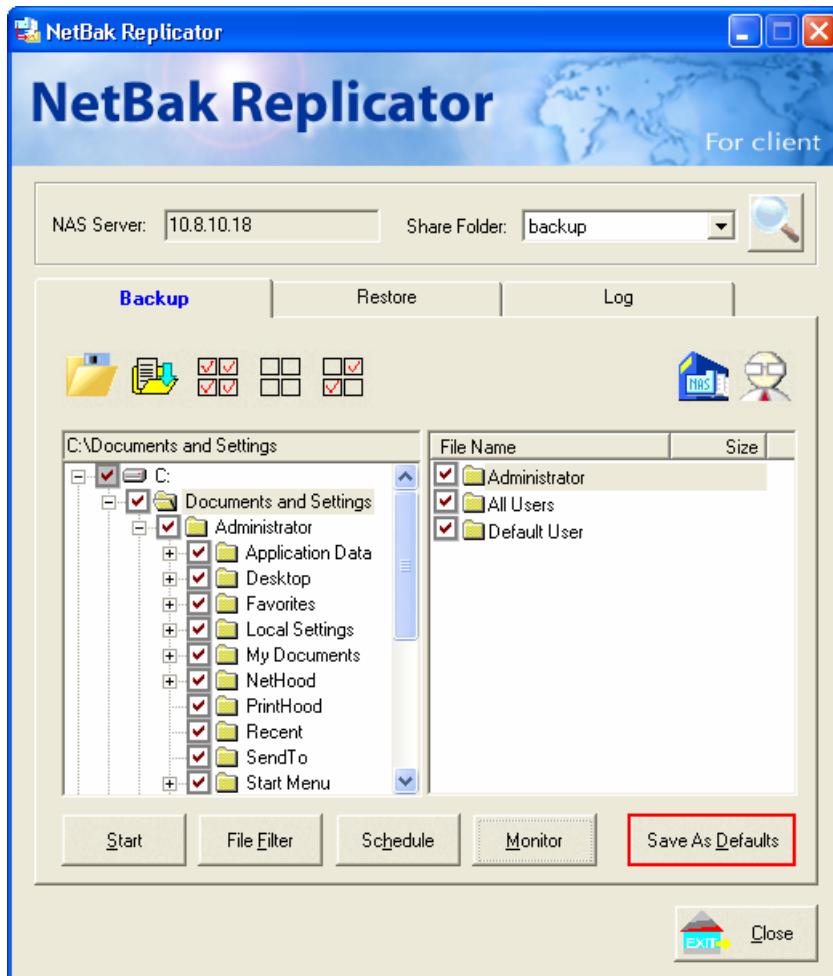 NetBak Replicator
NetBak Replicator
For client
NAS Server: 10.8.10.18 Share Folder: backup
Backup Restore Log
NAS
C:\Documents and Settings
C:
Documents and Settings
Administrator
Application Data
Desktop
Favorites
Local Settings
My Documents
NetHood
PrintHood
Recent
SendTo
Start Menu
File Name Size
Administrator
All Users
Default User
Start File Filter Schedule Monitor Save As Defaults
EXIT Close